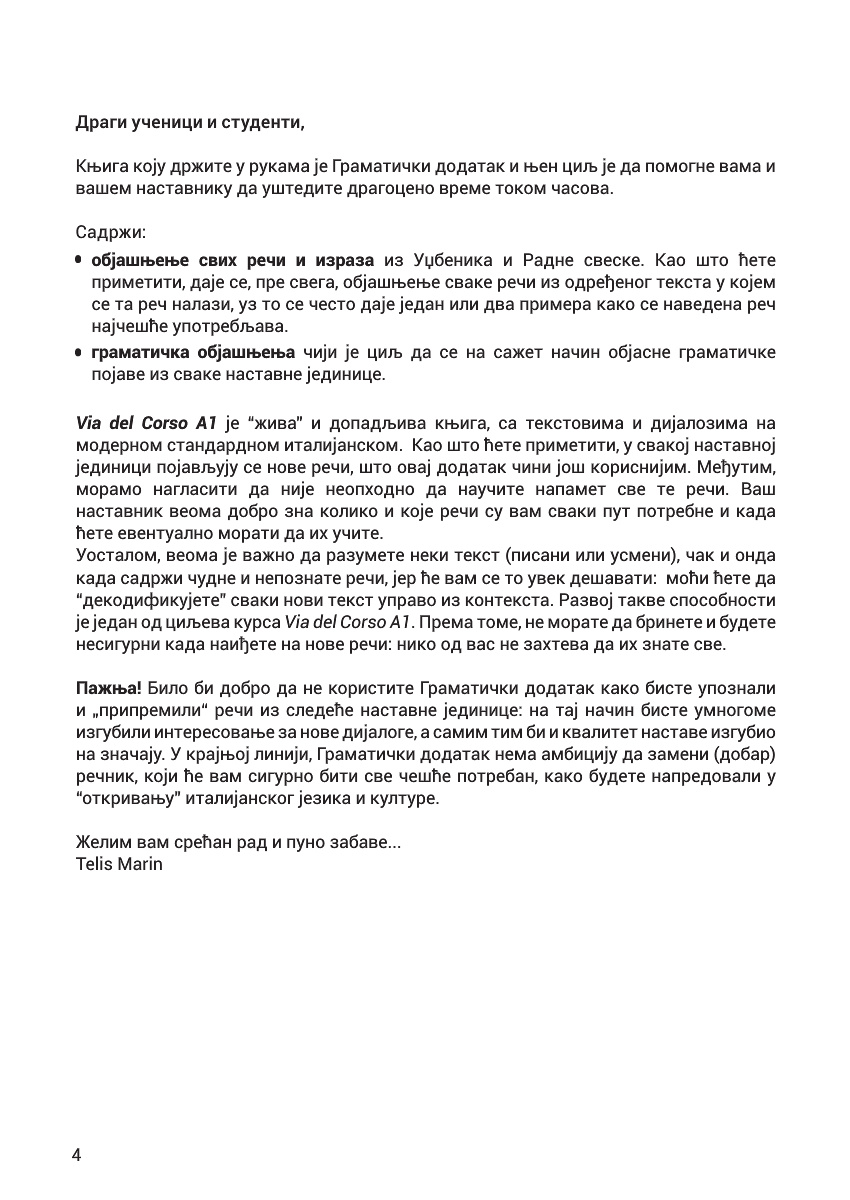 Драги ученици и студенти,
Књига коју држите у рукама је Граматички додатак и њен циљ је да помогне вама и
вашем наставнику да уштедите драгоцено време током часова.
Садржи:
• објашњење свих речи и израза из Уџбеника и Радне свеске. Као што ћете
приметити, даје се, пре свега, објашњење сваке речи из одређеног текста у којем
се та реч налази, уз то се често даје један или два примера како се наведена реч
најчешће употребљава.
• граматичка објашњења чији је циљ да се на сажет начин објасне граматичке
појаве из сваке наставне јединице.
Via del Corso A1 је “жива” и допадљива књига, са текстовима и дијалозима на
модерном стандардном италијанском.  Као што ћете приметити, у свакој наставној
јединици појављују се нове речи, што овај додатак чини још кориснијим. Међутим,
морамо нагласити да није неопходно да научите напамет све те речи. Ваш
наставник веома добро зна колико и које речи су вам сваки пут потребне и када
ћете евентуално морати да их учите.
Уосталом, веома је важно да разумете неки текст (писани или усмени), чак и онда
када садржи чудне и непознате речи, јер ће вам се то увек дешавати:  моћи ћете да
“декодификујете” сваки нови текст управо из контекста. Развој такве способности
је један од циљева курса Via del Corso A1. Према томе, не морате да бринете и будете
несигурни када наиђете на нове речи: нико од вас не захтева да их знате све.
Пажња! Било би добро да не користите Граматички додатак како бисте упознали
и „припремили“ речи из следеће наставне јединице: на тај начин бисте умногоме
изгубили интересовање за нове дијалоге, а самим тим би и квалитет наставе изгубио
на значају. У крајњој линији, Граматички додатак нема амбицију да замени (добар)
речник, који ће вам сигурно бити све чешће потребан, како будете напредовали у
“откривању” италијанског језика и културе.
Желим вам срећан рад и пуно забаве...
Telis Marin
4